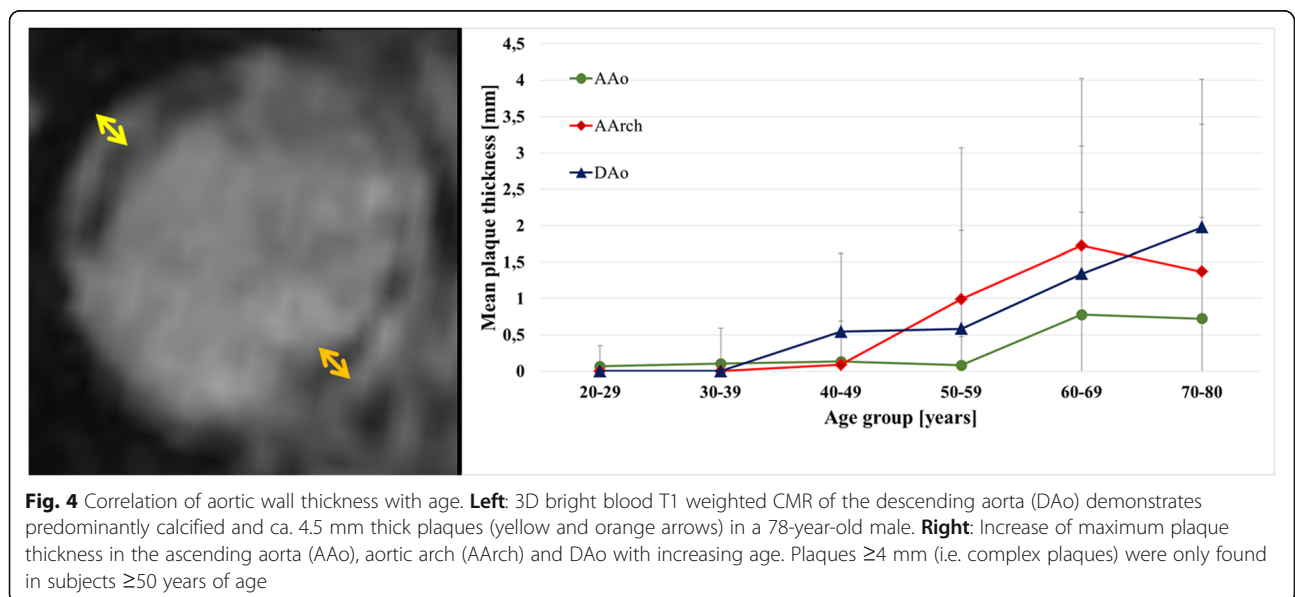 4,5
4
3,5
3
2,5
2
1,5
1
0,5
0
Mean plaque thickness [mm]
AAo
AArch
DAo
20-29 30-39 40-49 50-59 60-69 70-80
Age group [years]
Fig. 4 Correlation of aortic wall thickness with age. Left: 3D bright blood T1 weighted CMR of the descending aorta (DAo) demonstrates
predominantly calcified and ca. 4.5 mm thick plaques (yellow and orange arrows) in a 78-year-old male. Right: Increase of maximum plaque
thickness in the ascending aorta (AAo), aortic arch (AArch) and DAo with increasing age. Plaques ≥4 mm (i.e. complex plaques) were only found
in subjects ≥50 years of age